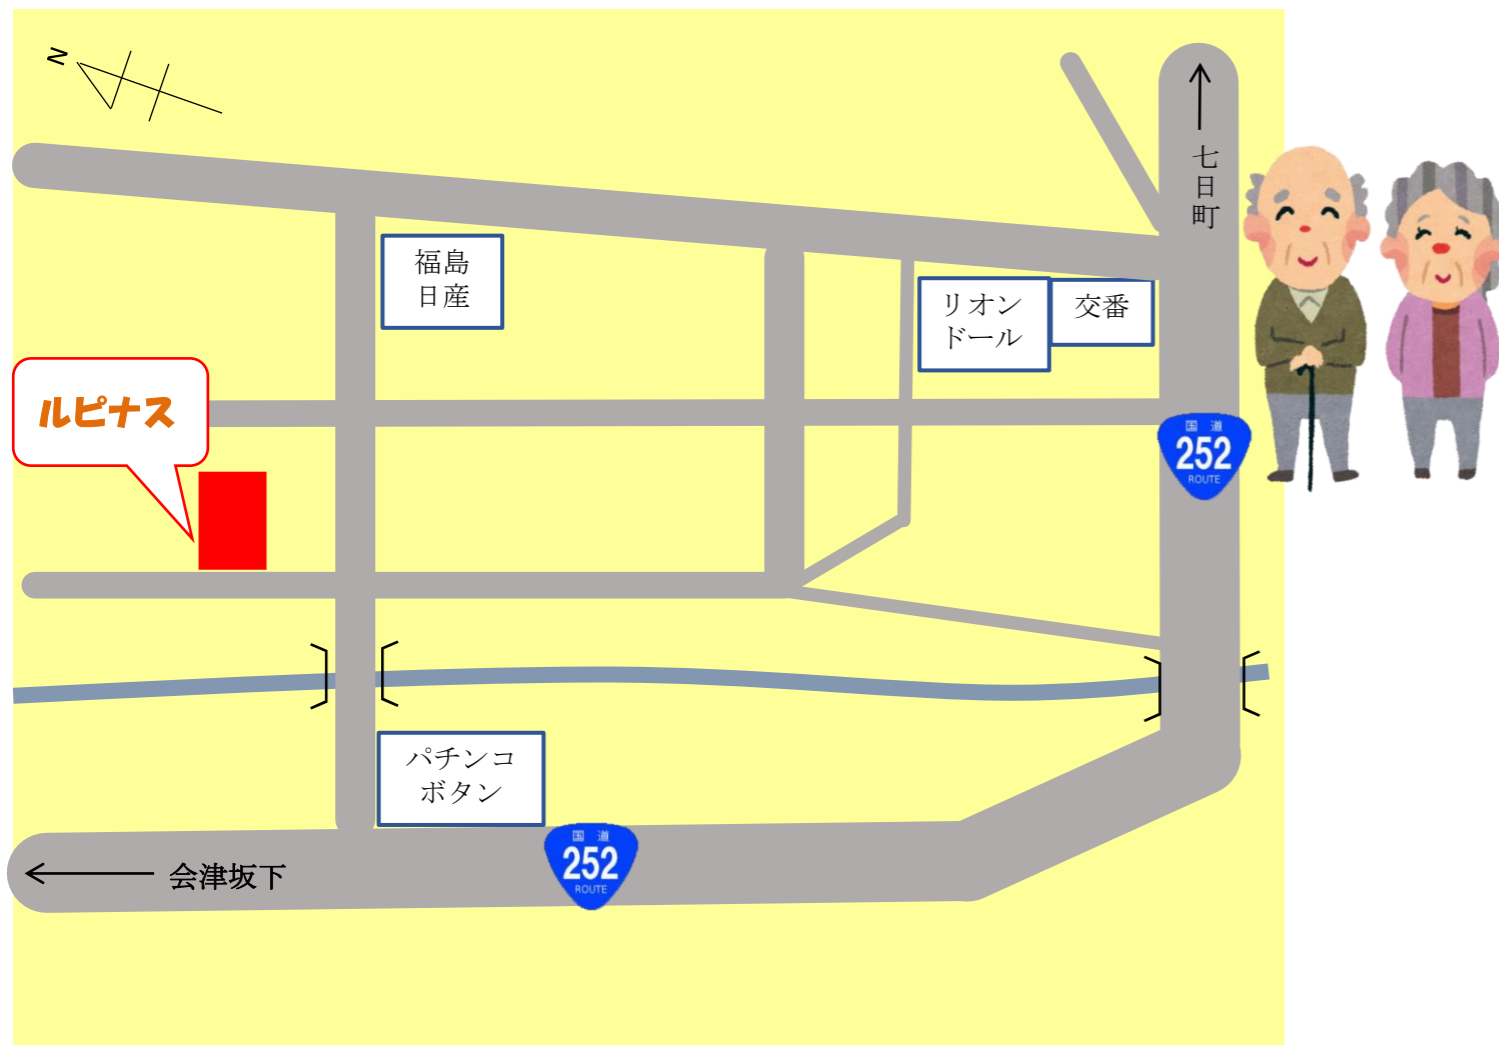 N
七日町
福島
日産
リオン
ドール
交番
ルピナス
国道
252
ROUTE
パチンコ
ボタン
国道
252
ROUTE
会津坂下